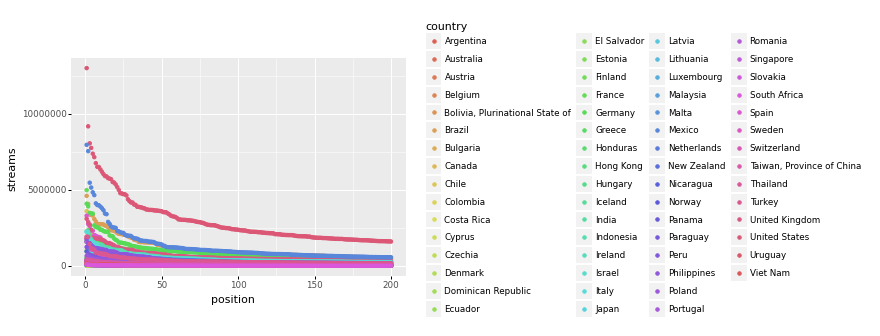 country
Argentina
Australia
Austria
Belgium
Bolivia, Plurinational State of
Brazil
Bulgaria
Canada
Chile
Colombia
Costa Rica
Cyprus
Czechia
Denmark
Dominican Republic
Ecuador
El Salvador
Estonia
Finland
France
Germany
Greece
Honduras
Hong Kong
Hungary
Iceland
India
Indonesia
Ireland
Israel
Italy
Japan
Latvia
Lithuania
Luxembourg
Malaysia
Malta
Mexico
Netherlands
New Zealand
Nicaragua
Norway
Panama
Paraguay
Peru
Philippines
Poland
Portugal
Romania
Singapore
Slovakia
South Africa
Spain
Sweden
Switzerland
Taiwan, Province of China
Thailand
Turkey
United Kingdom
United States
Uruguay
Viet Nam
streams
10000000
5000000
0
0 50 100 150 200
position